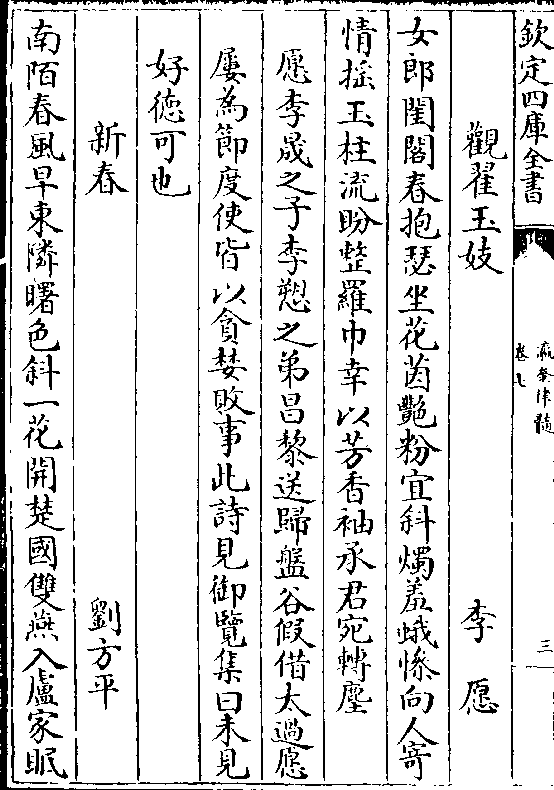 欽定四庫全書
瀛奎律髓
卷七
三
觀翟玉妓　李愿
女郎閨閤春抱瑟坐花茵艷粉宜斜燭羞蛾慘向人寄
情揺玉柱流盼整羅巾幸以芳香袖承君宛轉塵
愿李晟之子李愬之弟昌黎送歸盤谷假借太過愿
屢為節度使皆以貪婪敗事此詩見御覽集曰未見
好徳可也
新春　劉方平
南陌春風早東隣曙色斜一花開楚國雙燕入盧家眠